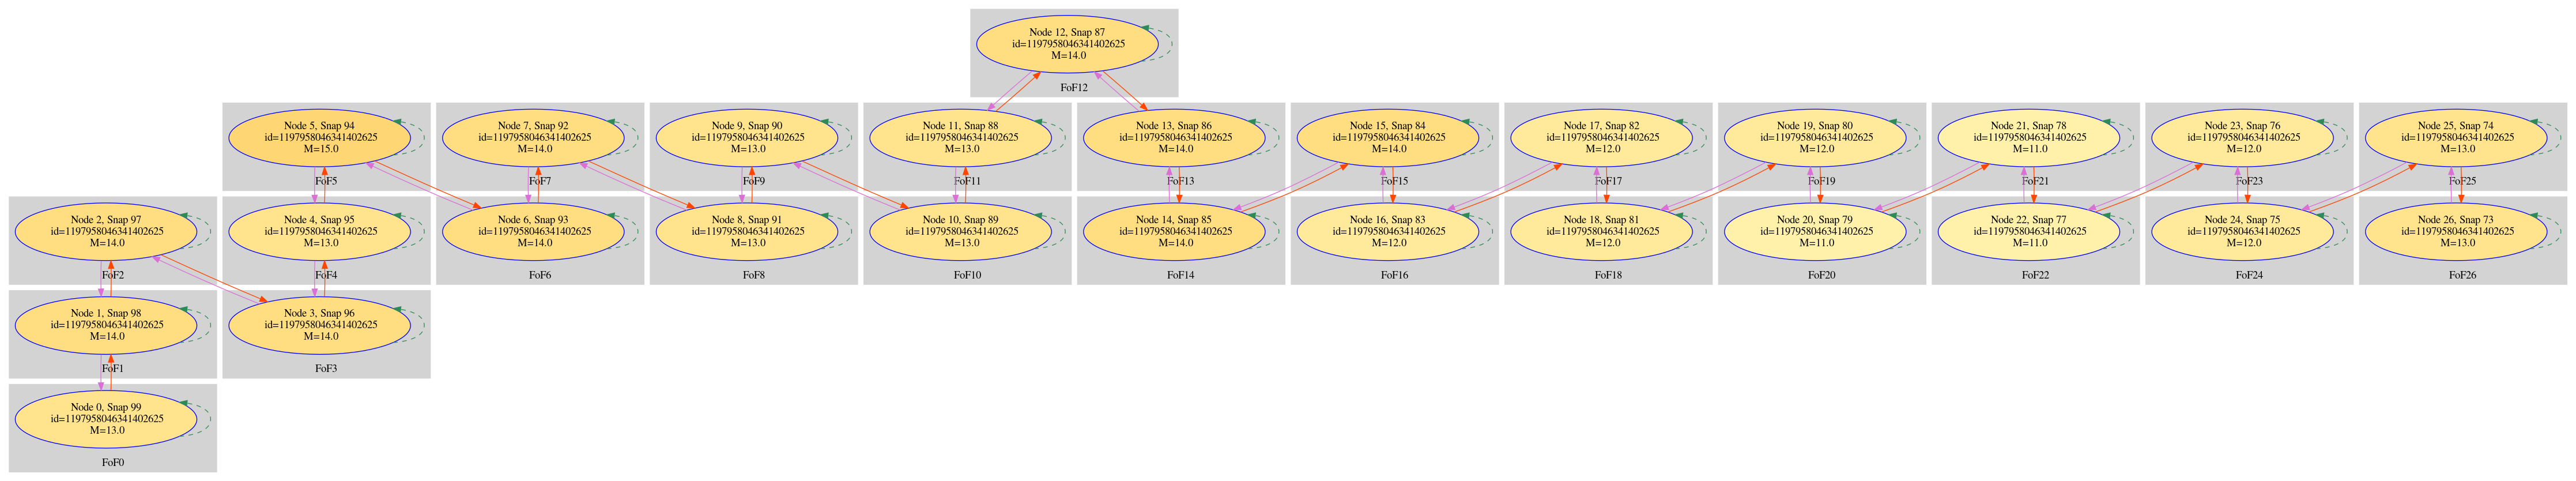 Node 12, Snap 87
id=1197958046341402625
M=14.0
FoF12
Node 5, Snap 94
id=1197958046341402625
M=15.0
FoF5
Node 7, Snap 92
id=1197958046341402625
M=14.0
FoF7
Node 9, Snap 90
id=1197958046341402625
M=13.0
FoF9
Node 11, Snap 88
id=1197958046341402625
M=13.0
FoF11
Node 13, Snap 86
id=1197958046341402625
M=14.0
FoF13
Node 15, Snap 84
id=1197958046341402625
M=14.0
FoF15
Node 17, Snap 82
id=1197958046341402625
M=12.0
FoF17
Node 19, Snap 80
id=1197958046341402625
M=12.0
FoF19
Node 21, Snap 78
id=1197958046341402625
M=11.0
FoF21
Node 23, Snap 76
id=1197958046341402625
M=12.0
FoF23
Node 25, Snap 74
id=1197958046341402625
M=13.0
FoF25
Node 2, Snap 97
id=1197958046341402625
M=14.0
FoF2
Node 4, Snap 95
id=1197958046341402625
M=13.0
FoF4
Node 6, Snap 93
id=1197958046341402625
M=14.0
FoF6
Node 8, Snap 91
id=1197958046341402625
M=13.0
FoF8
Node 10, Snap 89
id=1197958046341402625
M=13.0
FoF10
Node 14, Snap 85
id=1197958046341402625
M=14.0
FoF14
Node 16, Snap 83
id=1197958046341402625
M=12.0
FoF16
Node 18, Snap 81
id=1197958046341402625
M=12.0
FoF18
Node 20, Snap 79
id=1197958046341402625
M=11.0
FoF20
Node 22, Snap 77
id=1197958046341402625
M=11.0
FoF22
Node 24, Snap 75
id=1197958046341402625
M=12.0
FoF24
Node 26, Snap 73
id=1197958046341402625
M=13.0
FoF26
Node 1, Snap 98
id=1197958046341402625
M=14.0
FoF1
Node 3, Snap 96
id=1197958046341402625
M=14.0
FoF3
Node 0, Snap 99
id=1197958046341402625
M=13.0
FoF0